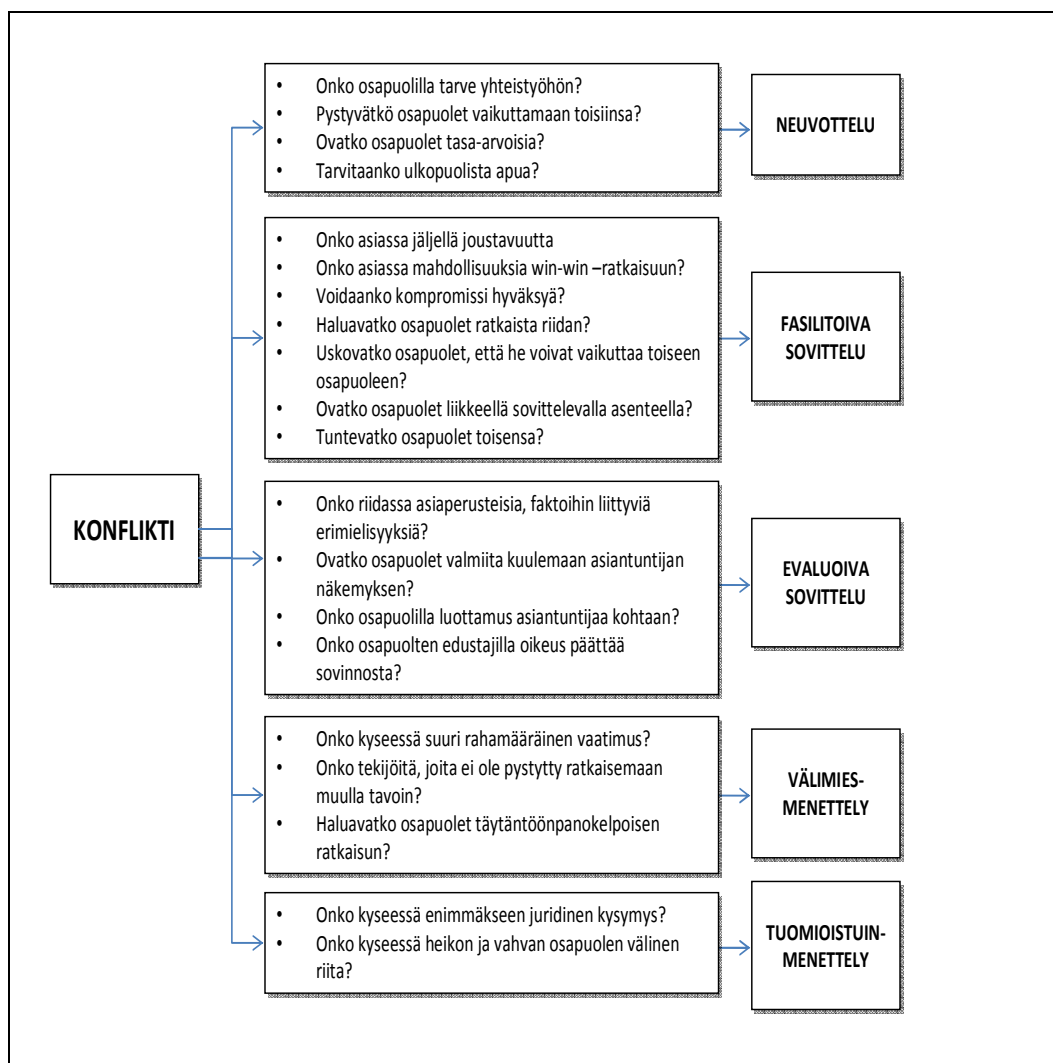 • Onko osapuolilla tarve yhteistyöhön?
• Pystyvätkö osapuolet vaikuttamaan toisiinsa?
• Ovatko osapuolet tasa-arvoisia?
• Tarvitaanko ulkopuolista apua?
NEUVOTTELU
• Onko asiassa jäljellä joustavuutta
• Onko asiassa mahdollisuuksia win-win –ratkaisuun?
• Voidaanko kompromissi hyväksyä?
• Haluavatko osapuolet ratkaista riidan?
• Uskovatko osapuolet, että he voivat vaikuttaa toiseen
osapuoleen?
• Ovatko osapuolet liikkeellä sovittelevalla asenteella?
• Tuntevatko osapuolet toisensa?
FASILITOIVA
SOVITTELU
KONFLIKTI
• Onko riidassa asiaperusteisia, faktoihin liittyviä
erimielisyyksiä?
• Ovatko osapuolet valmiita kuulemaan asiantuntijan
näkemyksen?
• Onko osapuolilla luottamus asiantuntijaa kohtaan?
• Onko osapuolten edustajilla oikeus päättää
sovinnosta?
EVALUOIVA
SOVITTELU
• Onko kyseessä suuri rahamääräinen vaatimus?
• Onko tekijöitä, joita ei ole pystytty ratkaisemaan
muulla tavoin?
• Haluavatko osapuolet täytäntöönpanokelpoisen
ratkaisun?
VÄLIMIES-
MENETTELY
• Onko kyseessä enimmäkseen juridinen kysymys?
• Onko kyseessä heikon ja vahvan osapuolen välinen
riita?
TUOMIOISTUIN-
MENETTELY